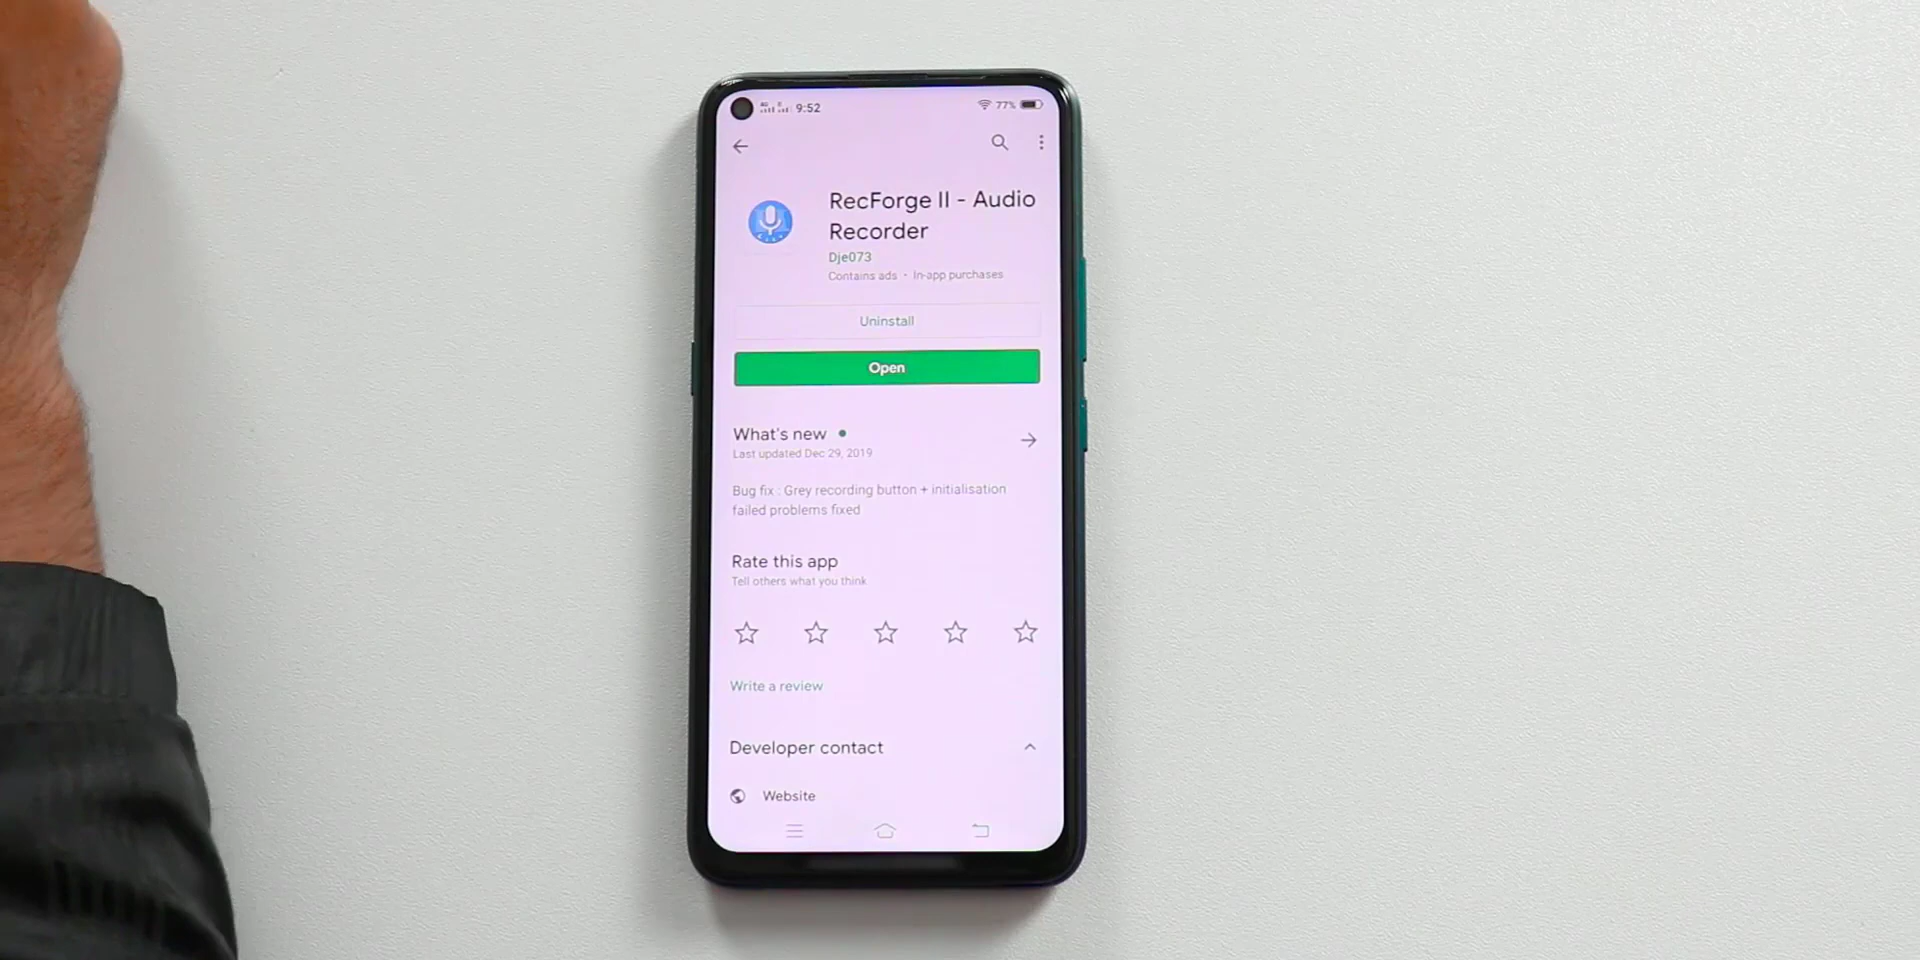 4G E 9:52 77%
RecForge II - Audio
Recorder
Dje073
Contains ads • In-app purchases
Uninstall
Open
What's new •
Last updated Dec 29, 2019
Bug fix : Grey recording button + initialisation
failed problems fixed
Rate this app
Tell others what you think
Write a review
Developer contact
Website